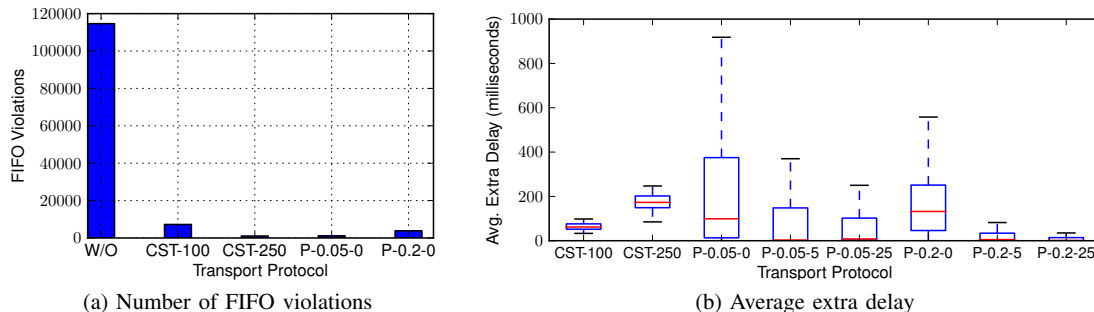 120000
100000
80000
60000
40000
20000
0
FIFO Violations
W/O CST-100 CST-250 P-0.05-0 P-0.2-0
Transport Protocol
(a) Number of FIFO violations
1000
800
600
400
200
0
Avg. Extra Delay (milliseconds)
CST-100 CST-250 P-0.05-0 P-0.05-5 P-0.05-25 P-0.2-0 P-0.2-5 P-0.2-25
Transport Protocol
(b) Average extra delay